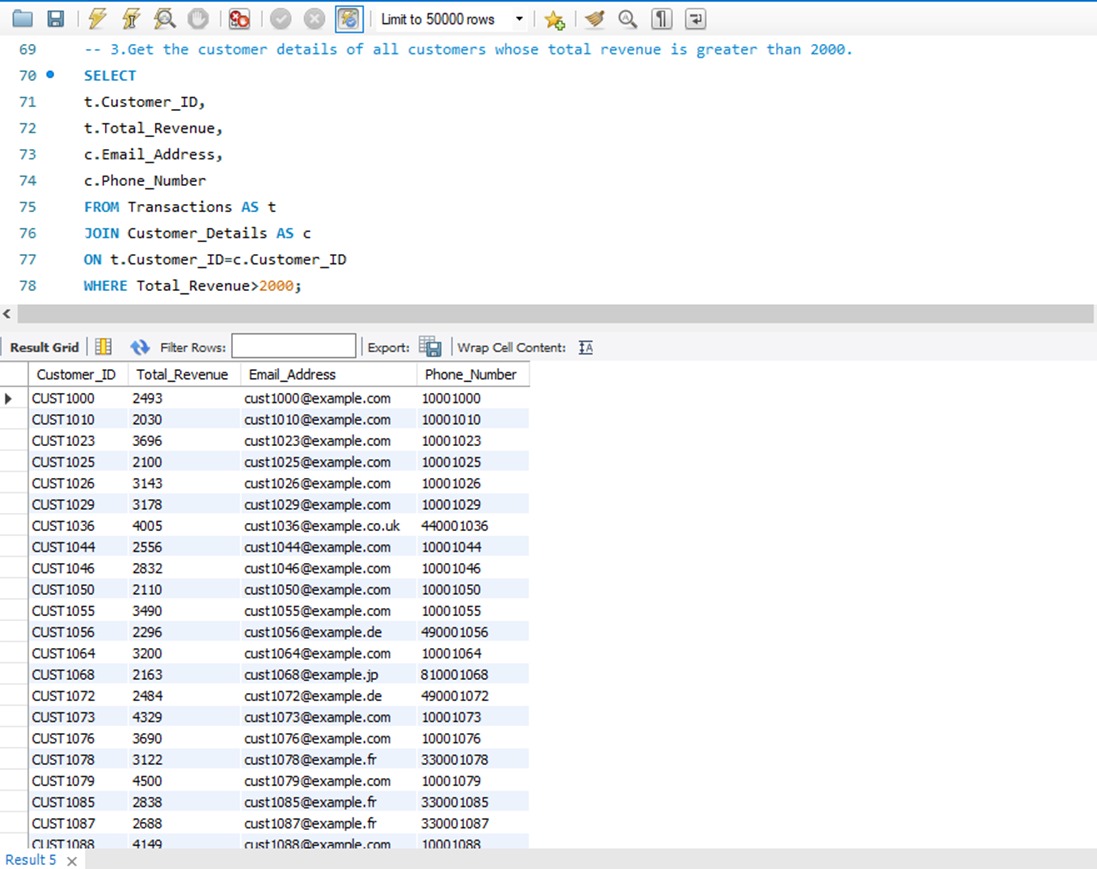 Limit to 50000 rows
69 -- 3.Get the customer details of all customers whose total revenue is greater than 2000.
70 SELECT
71 t.Customer_ID,
72 t.Total_Revenue,
73 c.Email_Address,
74 c.Phone_Number
75 FROM Transactions AS t
76 JOIN Customer_Details AS c
77 ON t.Customer_ID=c.Customer_ID
78 WHERE Total_Revenue>2000;
Result Grid Filter Rows: Export: Wrap Cell Content: IA
Customer_ID Total_Revenue Email_Address Phone_Number
CUST1000 2493 cust1000@example.com 10001000
CUST1010 2030 cust1010@example.com 10001010
CUST1023 3696 cust1023@example.com 10001023
CUST1025 2100 cust1025@example.com 10001025
CUST1026 3143 cust1026@example.com 10001026
CUST1029 3178 cust1029@example.com 10001029
CUST1036 4005 cust1036@example.co.uk 440001036
CUST1044 2556 cust1044@example.com 10001044
CUST1046 2832 cust1046@example.com 10001046
CUST1050 2110 cust1050@example.com 10001050
CUST1055 3490 cust1055@example.com 10001055
CUST1056 2296 cust1056@example.de 490001056
CUST1064 3200 cust1064@example.com 10001064
CUST1068 2163 cust1068@example.jp 810001068
CUST1072 2484 cust1072@example.de 490001072
CUST1073 4329 cust1073@example.com 10001073
CUST1076 3690 cust1076@example.com 10001076
CUST1078 3122 cust1078@example.fr 330001078
CUST1079 4500 cust1079@example.com 10001079
CUST1085 2838 cust1085@example.fr 330001085
CUST1087 2688 cust1087@example.fr 330001087
CUST1088 4149 cust1088@example.com 10001088
Result 5